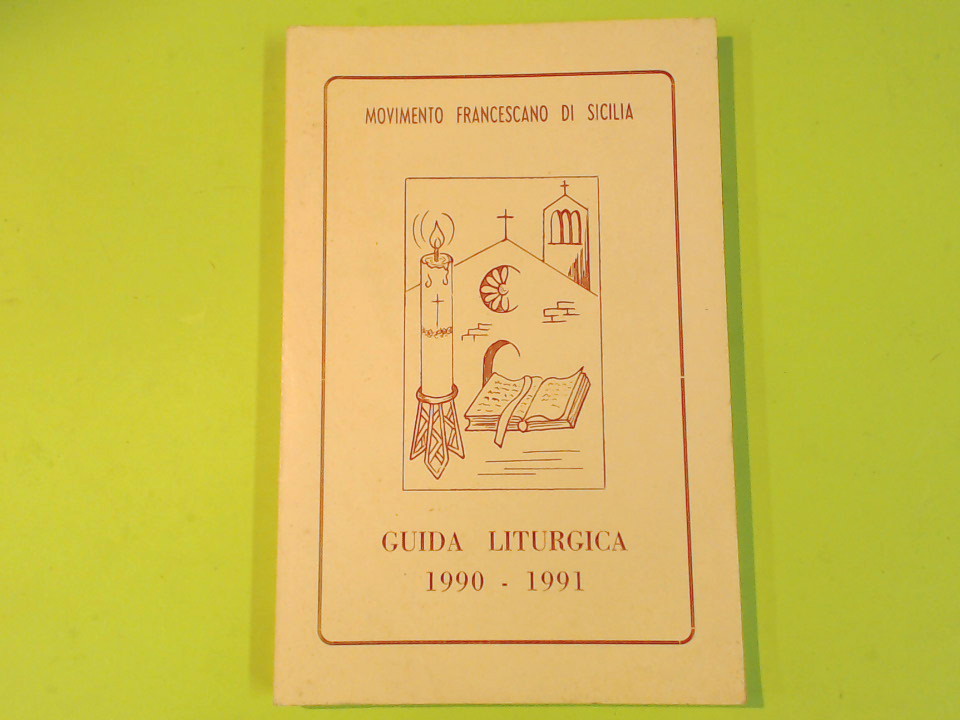 MOVIMENTO FRANCESCANO DI SICILIA
GUIDA LITURGICA
1990 - 1991